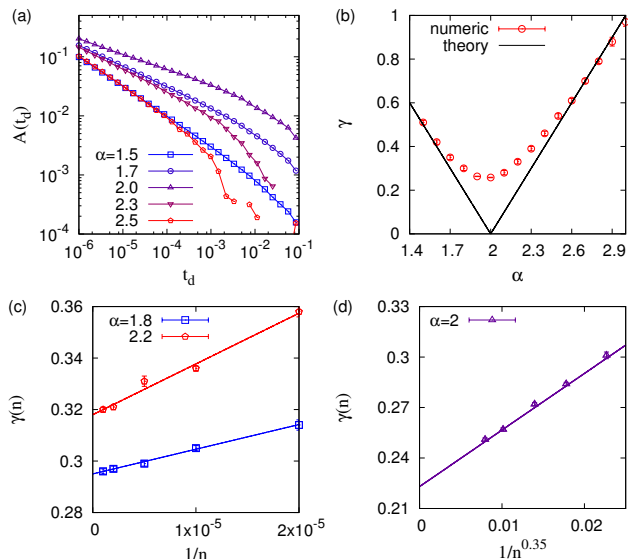 (a)
A(t_d)
10^-1
10^-2
10^-3
10^-4
α=1.5
1.7
2.0
2.3
2.5
10^-6 10^-5 10^-4 10^-3 10^-2 10^-1
t_d
(b)
γ
1
0.8
0.6
0.4
0.2
0
numeric
theory
1.4 1.7 2 2.3 2.6 2.9
α
(c)
γ(n)
0.36
0.34
0.32
0.3
0.28
α=1.8
2.2
0 1x10^-5 2x10^-5
1/n
(d)
γ(n)
0.33
0.3
0.27
0.24
0.21
α=2
0 0.01 0.02
1/n^0.35